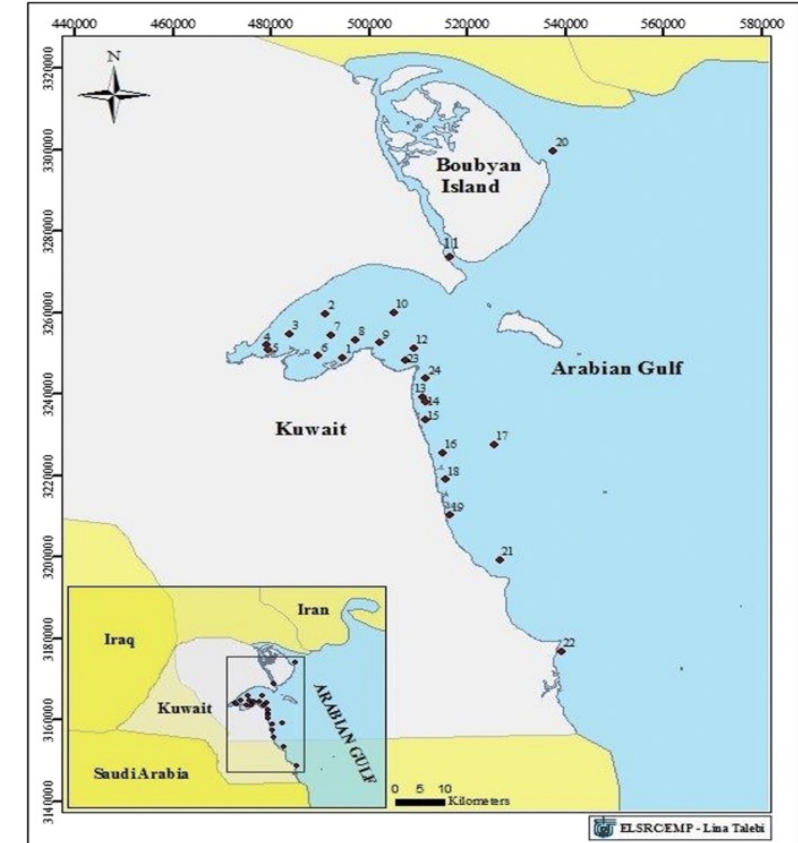 440000 460000 480000 500000 520000 540000 560000 580000
3320000
3300000
3280000
3260000
3240000
3220000
3200000
3180000
3160000
3140000
N
20
Boubyan
Island
11
2
10
3
7
8
9
12
4
5
6
1
23
24
Arabian Gulf
13
14
15
Kuwait
16
17
18
19
21
22
Iran
Iraq
Kuwait
ARABIAN GULF
Saudi Arabia
0 5 10
Kilometers
ELSRC/EMP - Lina Talebi